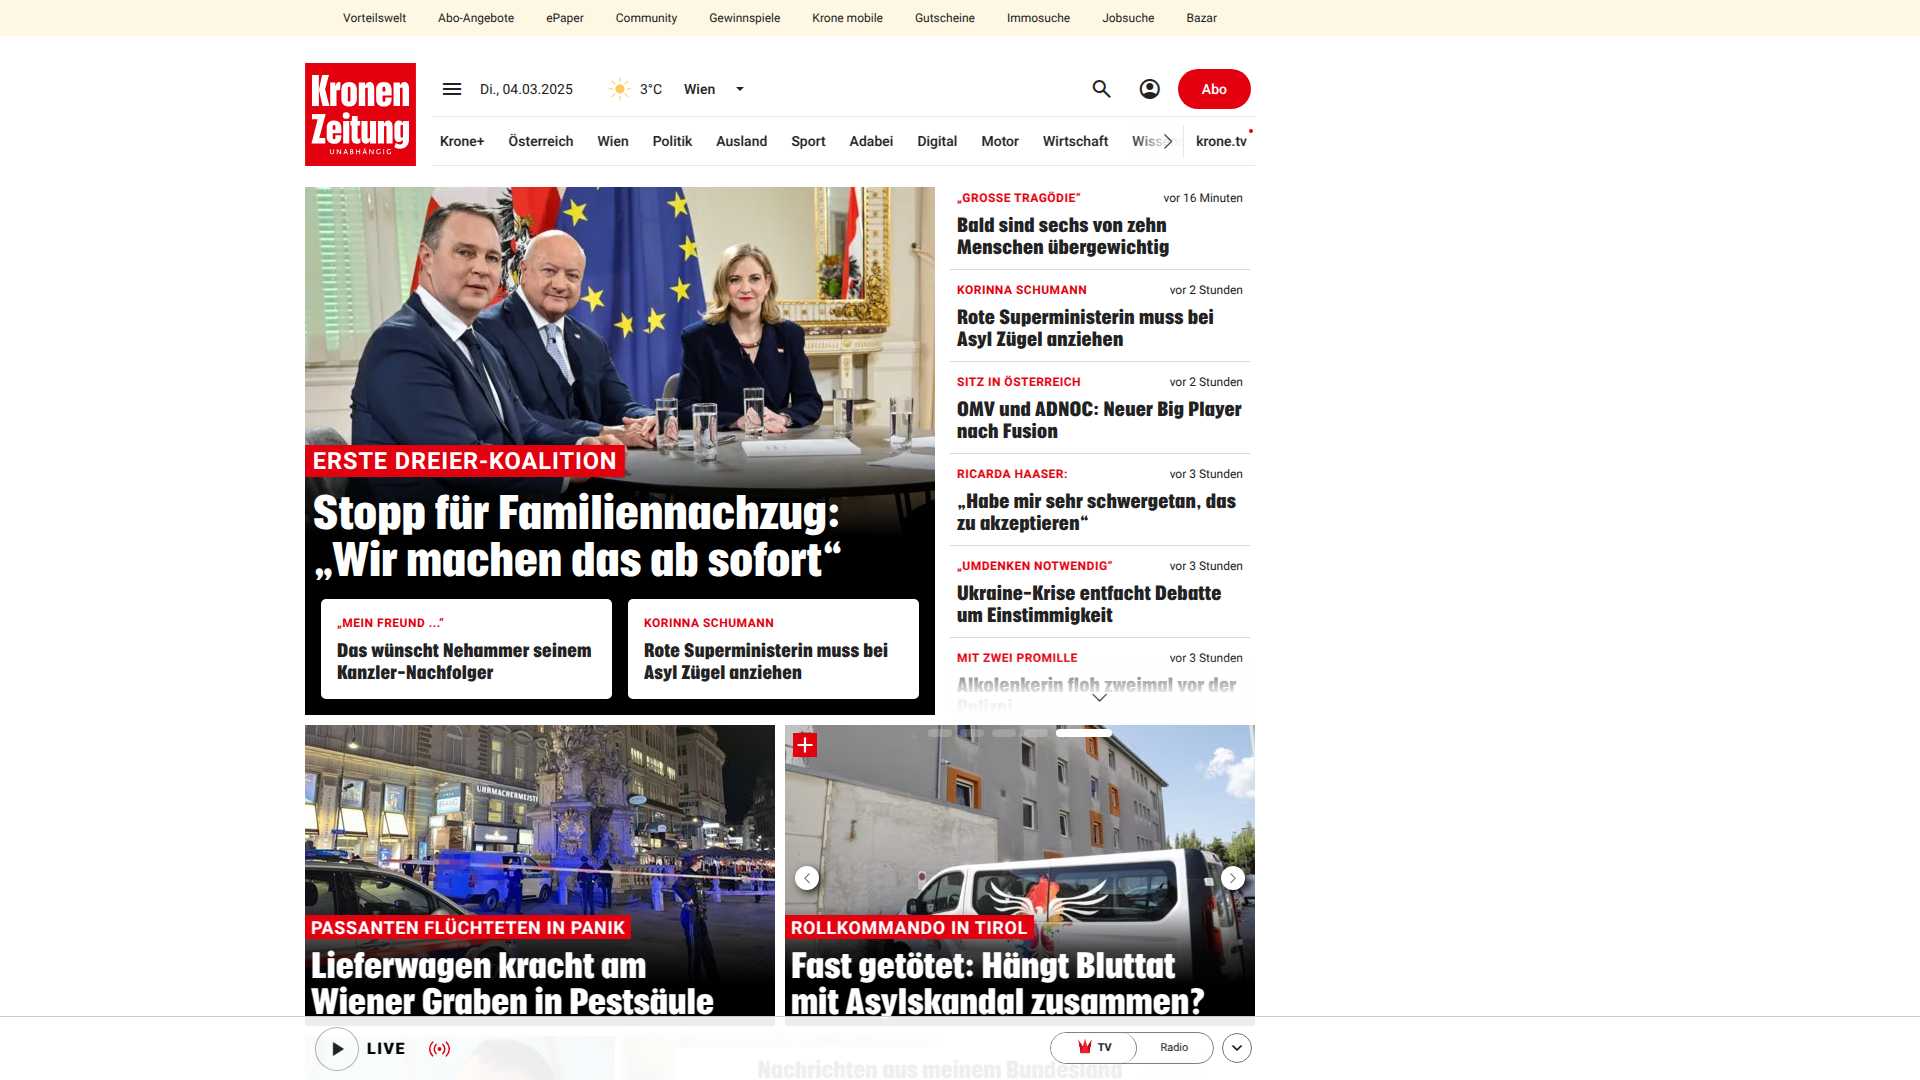 Vorteilswelt Abo-Angebote ePaper Community Gewinnspiele Krone mobile Gutscheine Immosuche Jobsuche Bazar
Kronen
Zeitung
UNABHÄNGIG
Di., 04.03.2025 3°C Wien Abo
Krone+ Österreich Wien Politik Ausland Sport Adabei Digital Motor Wirtschaft krone.tv
ERSTE DREIER-KOALITION
Stopp für Familiennachzug:
„Wir machen das ab sofort“
„MEIN FREUND ...“
Das wünscht Nehammer seinem
Kanzler-Nachfolger
KORINNA SCHUMANN
Rote Superministerin muss bei
Asyl Zügel anziehen
„GROSSE TRAGÖDIE“ vor 16 Minuten
Bald sind sechs von zehn
Menschen übergewichtig
KORINNA SCHUMANN vor 2 Stunden
Rote Superministerin muss bei
Asyl Zügel anziehen
SITZ IN ÖSTERREICH vor 2 Stunden
OMV und ADNOC: Neuer Big Player
nach Fusion
RICARDA HAASER: vor 3 Stunden
„Habe mir sehr schwergetan, das
zu akzeptieren“
„UMDENKEN NOTWENDIG“ vor 3 Stunden
Ukraine-Krise entfacht Debatte
um Einstimmigkeit
MIT ZWEI PROMILLE vor 3 Stunden
Alkolenkerin floh zweimal vor der
Polizei
UHRMACHERMEISTER
PASSANTEN FLÜCHTETEN IN PANIK
Lieferwagen kracht am
Wiener Graben in Pestsäule
ROLLKOMMANDO IN TIROL
Fast getötet: Hängt Bluttat
mit Asylskandal zusammen?
LIVE TV Radio
Nachrichten aus meinem Bundesland